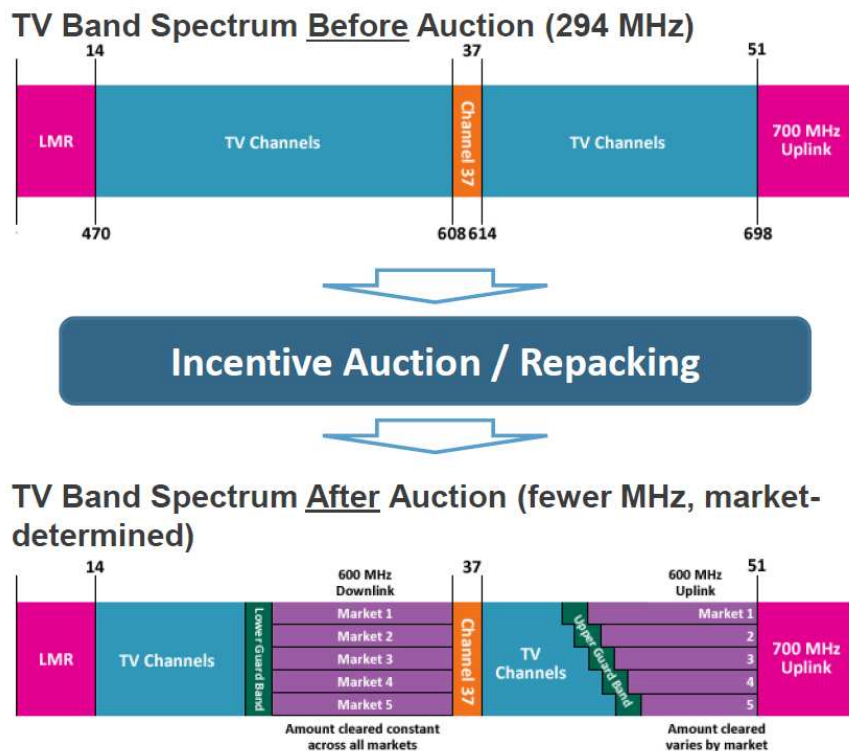 TV Band Spectrum Before Auction (294 MHz)
14 37 51
LMR
TV Channels
Channel 37
TV Channels
700 MHz
Uplink
470 608 614 698
Incentive Auction / Repacking
TV Band Spectrum After Auction (fewer MHz, market-
determined)
14 37 51
600 MHz
Downlink
600 MHz
Uplink
LMR
TV Channels
Lower Guard Band
Market 1
Market 2
Market 3
Market 4
Market 5
Channel 37
TV
Channels
Upper Guard Band
Market 1
2
3
4
5
700 MHz
Uplink
Amount cleared constant
across all markets
Amount cleared
varies by market